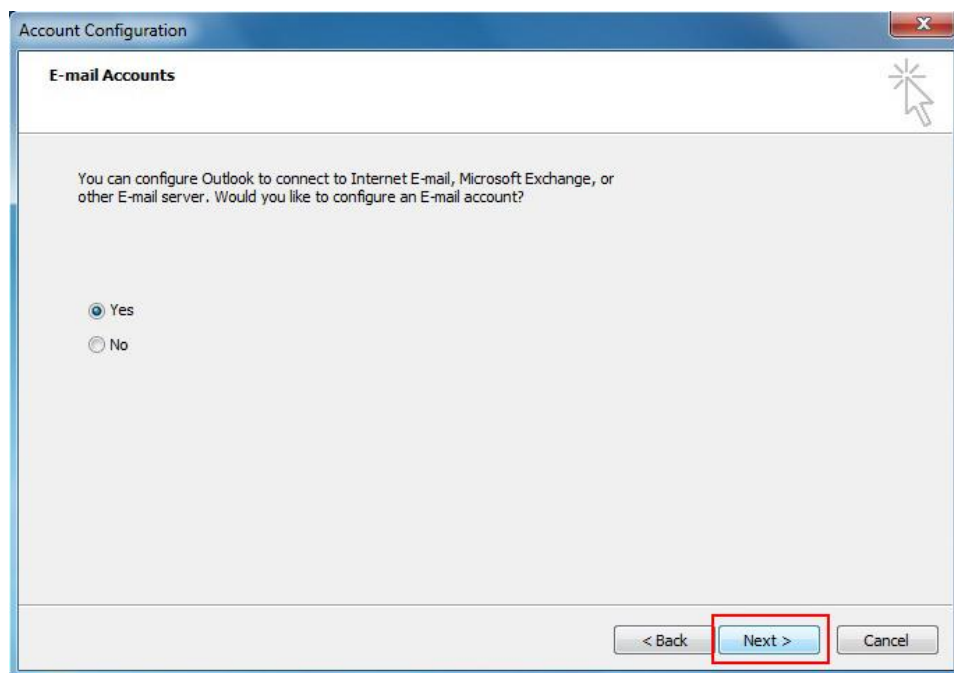 Account Configuration
E-mail Accounts
You can configure Outlook to connect to Internet E-mail, Microsoft Exchange, or
other E-mail server. Would you like to configure an E-mail account?
Yes
No
< Back Next > Cancel